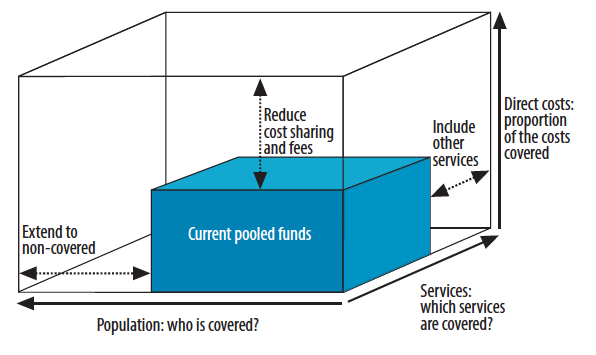 Reduce
cost sharing
and fees
Include
other
services
Direct costs:
proportion
of the costs
covered
Extend to
non-covered
Current pooled funds
Services:
which services
are covered?
Population: who is covered?